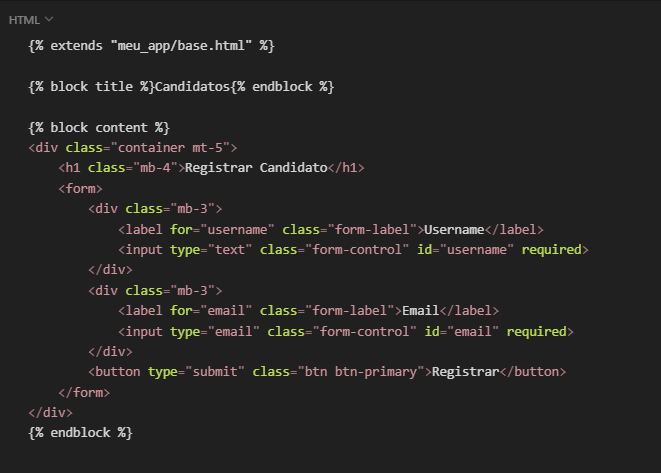 HTML
{% extends "meu_app/base.html" %}
{% block title %}Candidatos{% endblock %}
{% block content %}
<div class="container mt-5">
    <h1 class="mb-4">Registrar Candidato</h1>
    <form>
        <div class="mb-3">
            <label for="username" class="form-label">Username</label>
            <input type="text" class="form-control" id="username" required>
        </div>
        <div class="mb-3">
            <label for="email" class="form-label">Email</label>
            <input type="email" class="form-control" id="email" required>
        </div>
        <button type="submit" class="btn btn-primary">Registrar</button>
    </form>
</div>
{% endblock %}